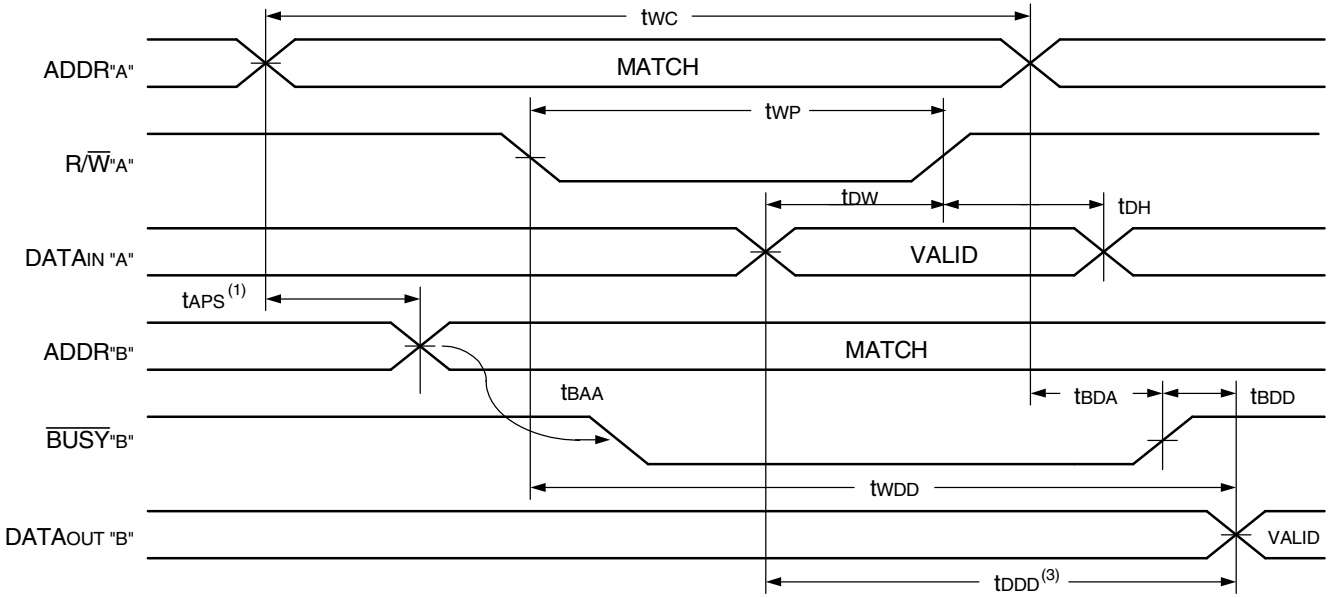 tWC
ADDR"A" MATCH
tWP
R/W̅"A"
tDW tDH
DATAIN "A" VALID
tAPS(1)
ADDR"B" MATCH
tBAA tBDA tBDD
B̅U̅S̅Y̅"B"
tWDD
DATAOUT "B" VALID
tDDD(3)